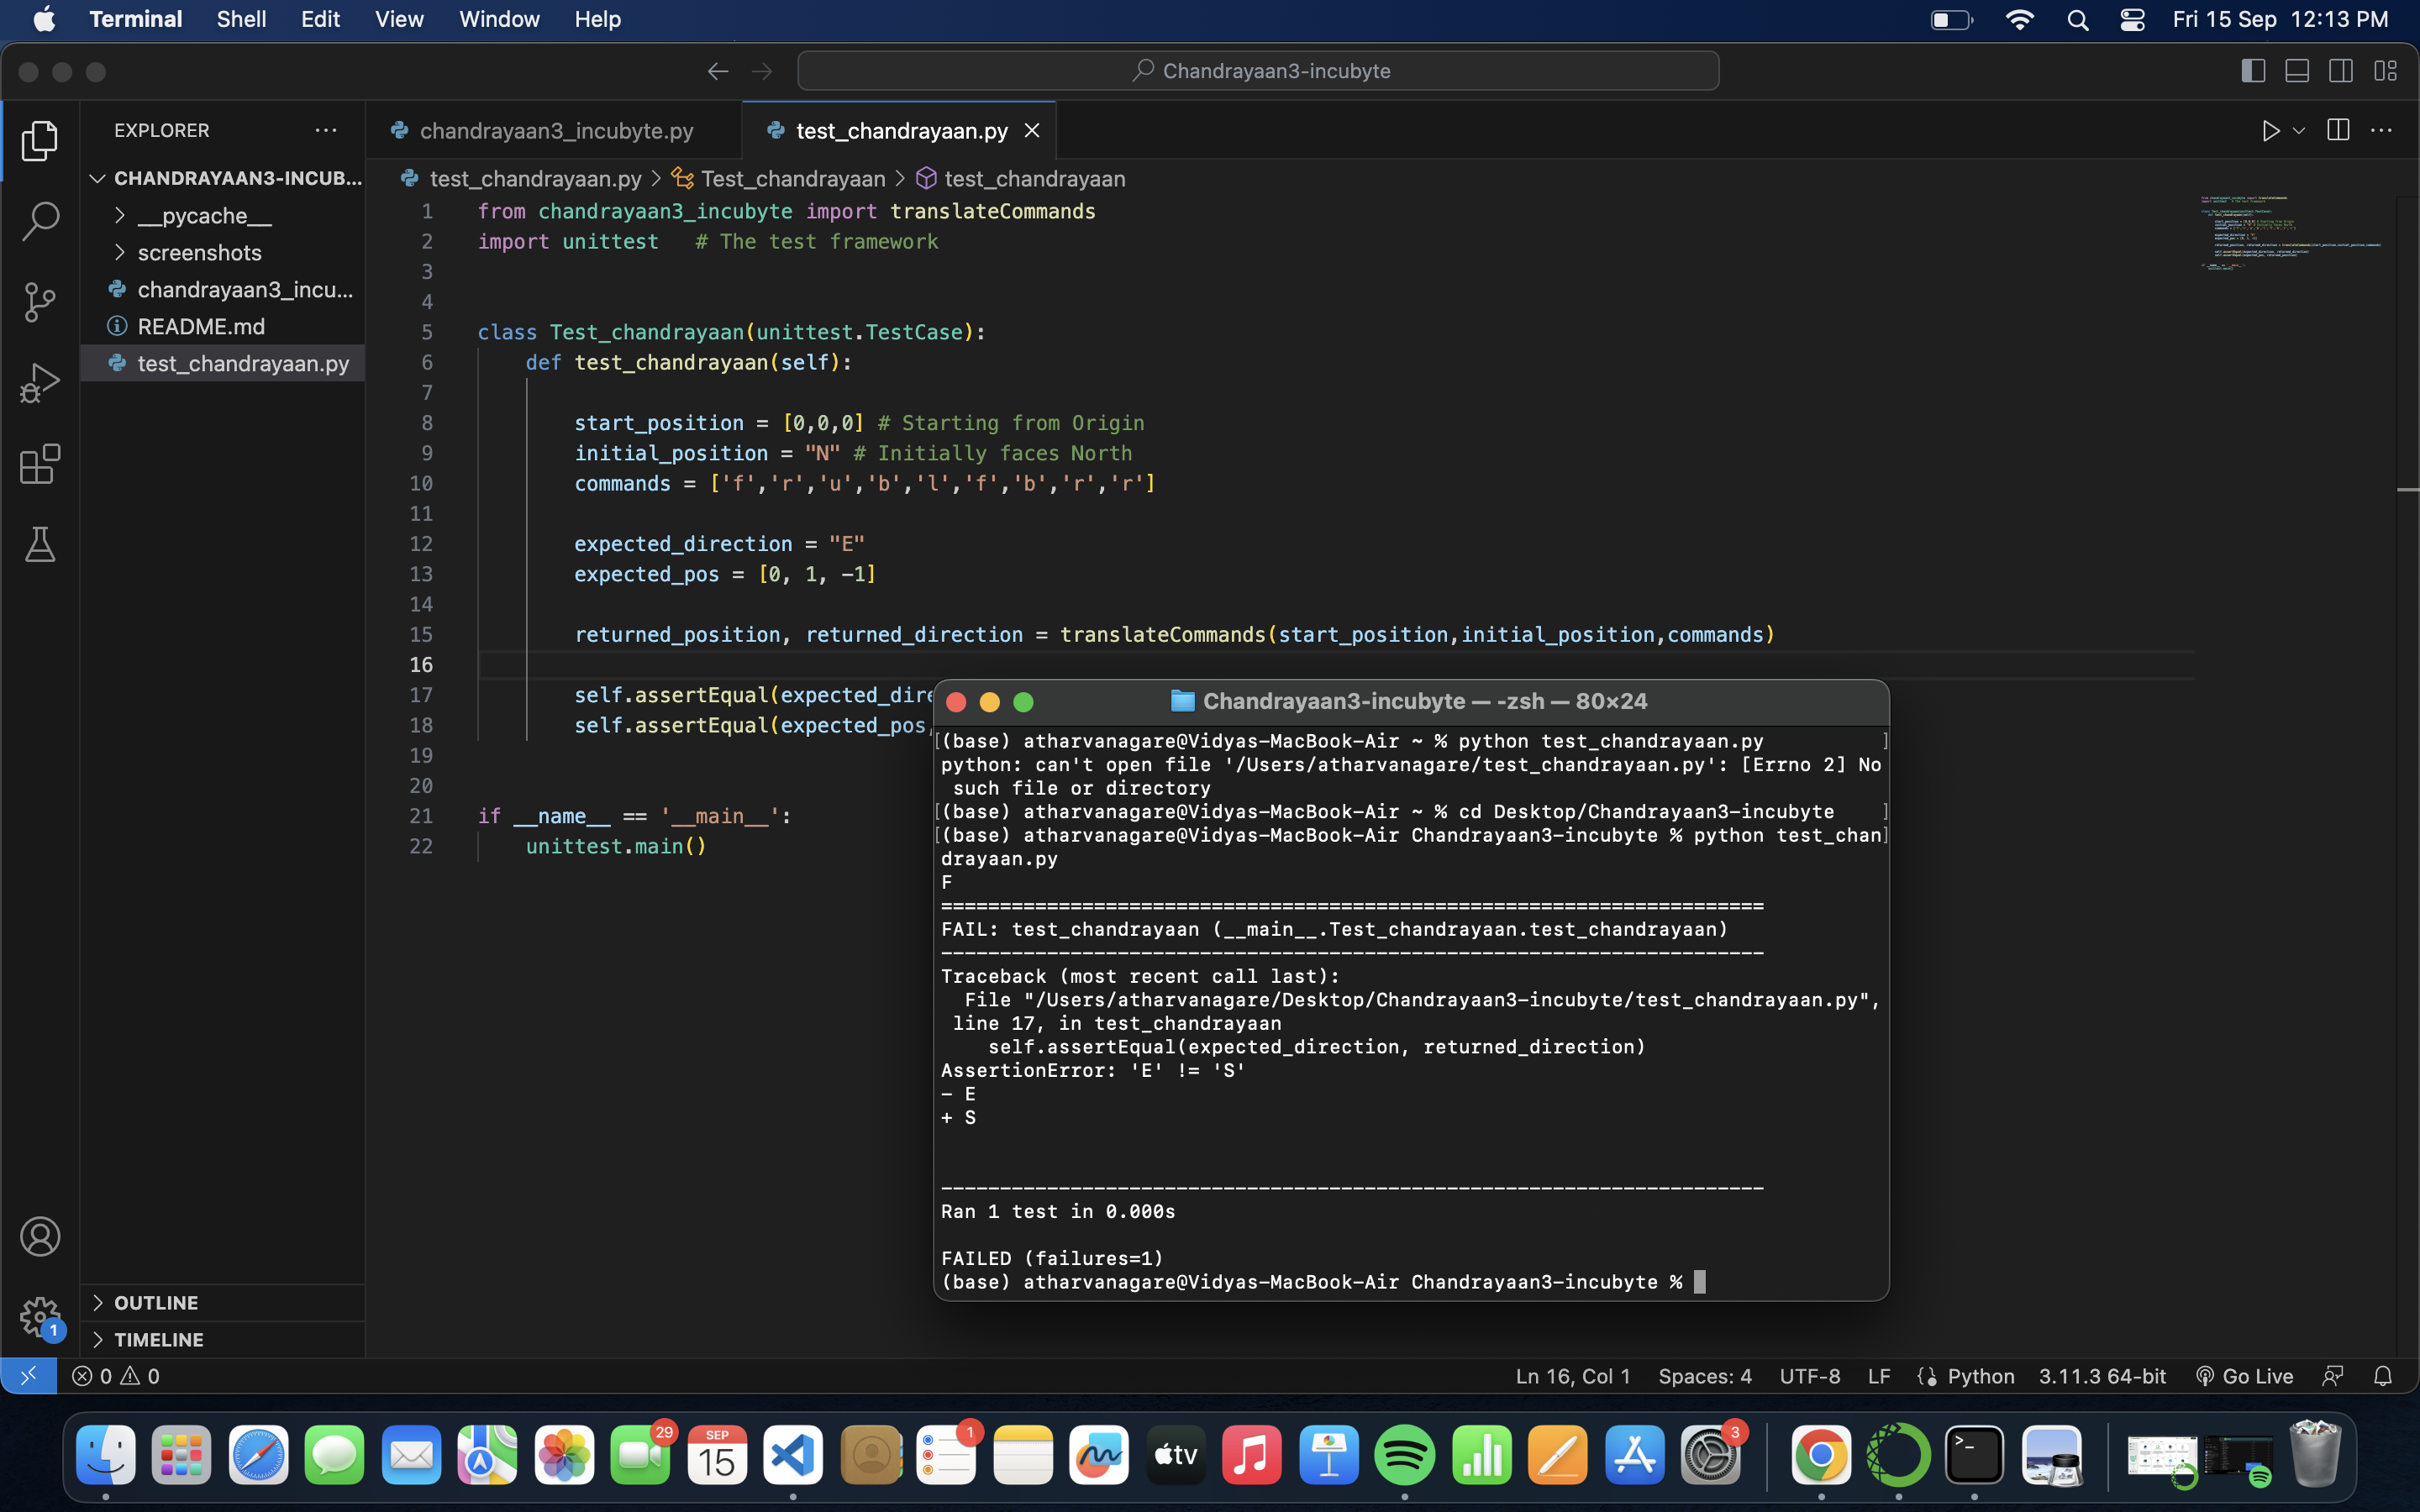 Terminal Shell Edit View Window Help Fri 15 Sep 12:13 PM
Chandrayaan3-incubyte
EXPLORER
CHANDRAYAAN3-INCUB...
__pycache__
screenshots
chandrayaan3_incu...
README.md
test_chandrayaan.py
OUTLINE
TIMELINE
chandrayaan3_incubyte.py test_chandrayaan.py
test_chandrayaan.py > Test_chandrayaan > test_chandrayaan
1 from chandrayaan3_incubyte import translateCommands
2 import unittest # The test framework
3
4
5 class Test_chandrayaan(unittest.TestCase):
6 def test_chandrayaan(self):
7
8 start_position = [0,0,0] # Starting from Origin
9 initial_position = "N" # Initially faces North
10 commands = ['f','r','u','b','l','f','b','r','r']
11
12 expected_direction = "E"
13 expected_pos = [0, 1, -1]
14
15 returned_position, returned_direction = translateCommands(start_position,initial_position,commands)
16
17 self.assertEqual(expected_dire
18 self.assertEqual(expected_pos,
19
20
21 if __name__ == '__main__':
22 unittest.main()
Chandrayaan3-incubyte — -zsh — 80×24
[(base) atharvanagare@Vidyas-MacBook-Air ~ % python test_chandrayaan.py ]
python: can't open file '/Users/atharvanagare/test_chandrayaan.py': [Errno 2] No
such file or directory
[(base) atharvanagare@Vidyas-MacBook-Air ~ % cd Desktop/Chandrayaan3-incubyte ]
[(base) atharvanagare@Vidyas-MacBook-Air Chandrayaan3-incubyte % python test_chan]
drayaan.py
F
======================================================================
FAIL: test_chandrayaan (__main__.Test_chandrayaan.test_chandrayaan)
----------------------------------------------------------------------
Traceback (most recent call last):
File "/Users/atharvanagare/Desktop/Chandrayaan3-incubyte/test_chandrayaan.py",
line 17, in test_chandrayaan
self.assertEqual(expected_direction, returned_direction)
AssertionError: 'E' != 'S'
- E
+ S
----------------------------------------------------------------------
Ran 1 test in 0.000s
FAILED (failures=1)
(base) atharvanagare@Vidyas-MacBook-Air Chandrayaan3-incubyte %
1
0 0 Ln 16, Col 1 Spaces: 4 UTF-8 LF Python 3.11.3 64-bit Go Live
29 SEP 15 1 tv 3